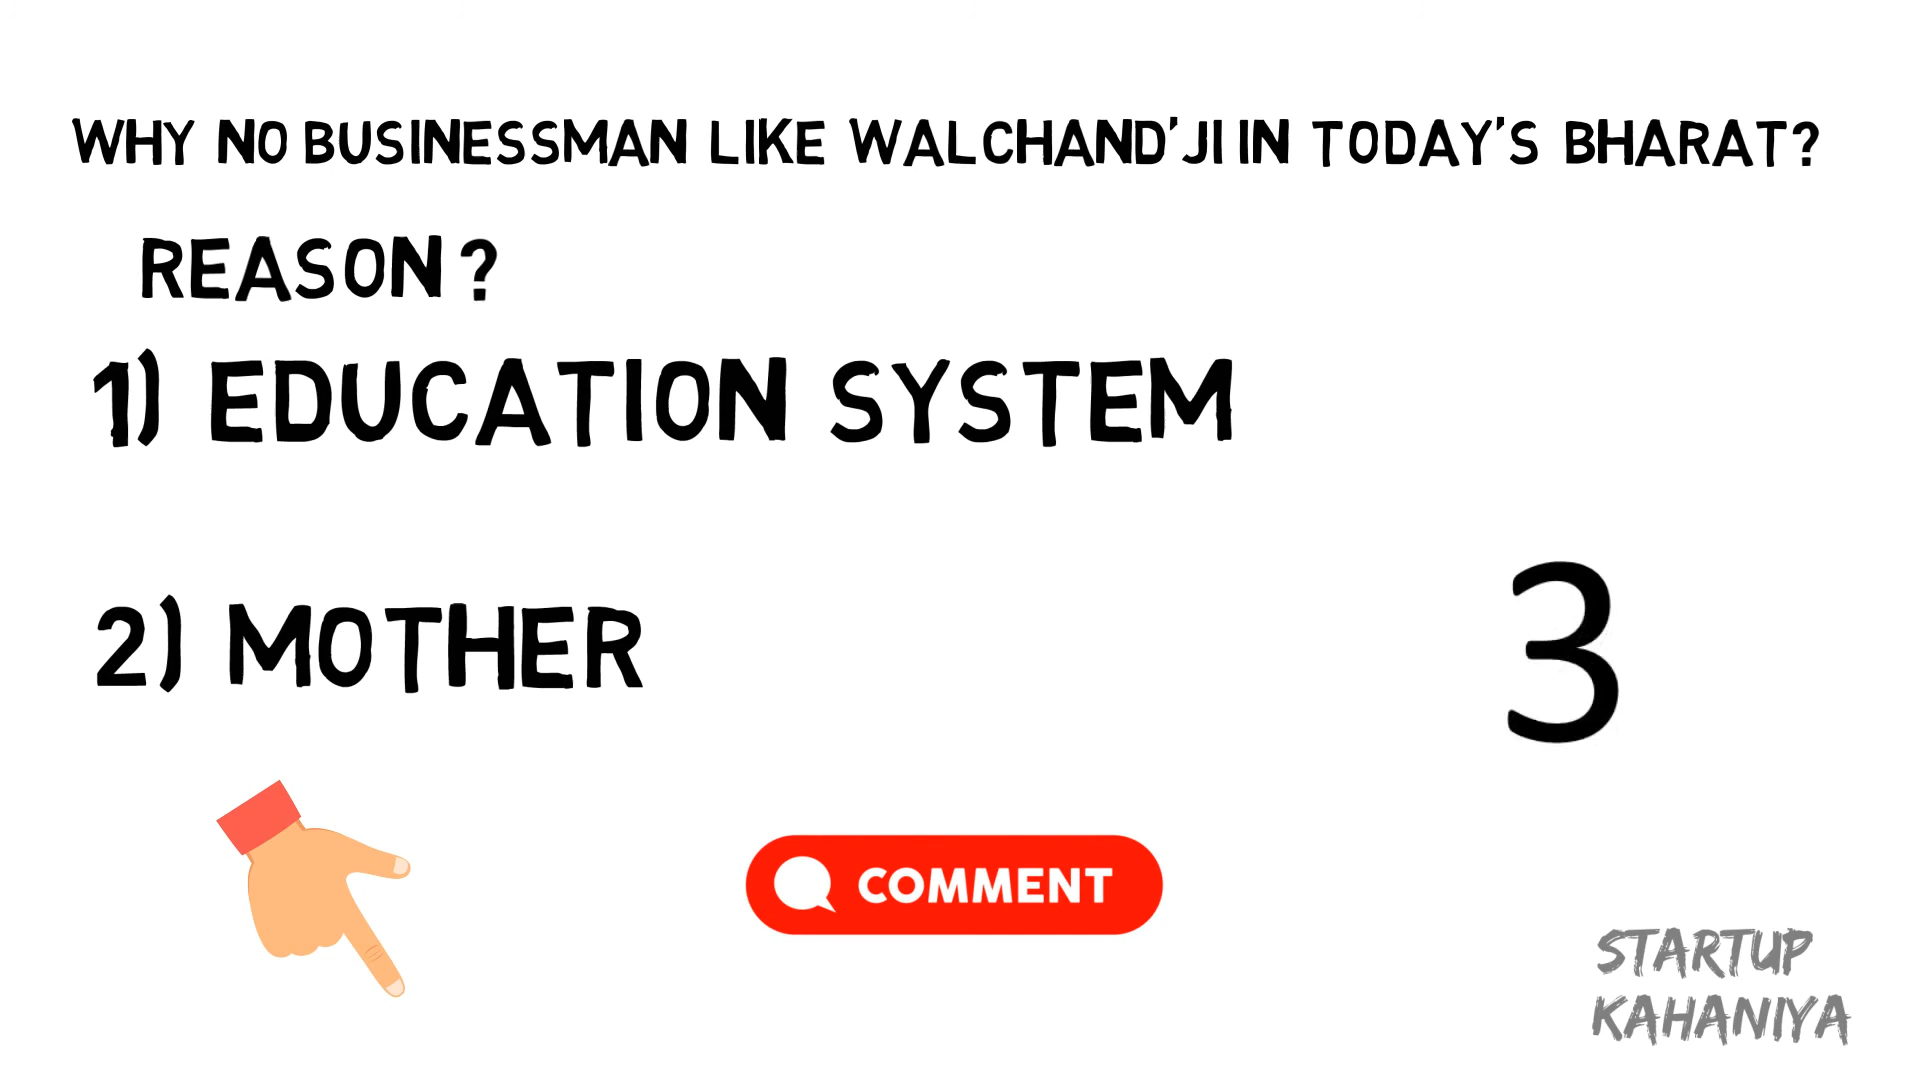 WHY NO BUSINESSMAN LIKE WALCHAND'JI IN TODAY'S BHARAT?
REASON?
1) EDUCATION SYSTEM
2) MOTHER
3
COMMENT
STARTUP
KAHANIYA